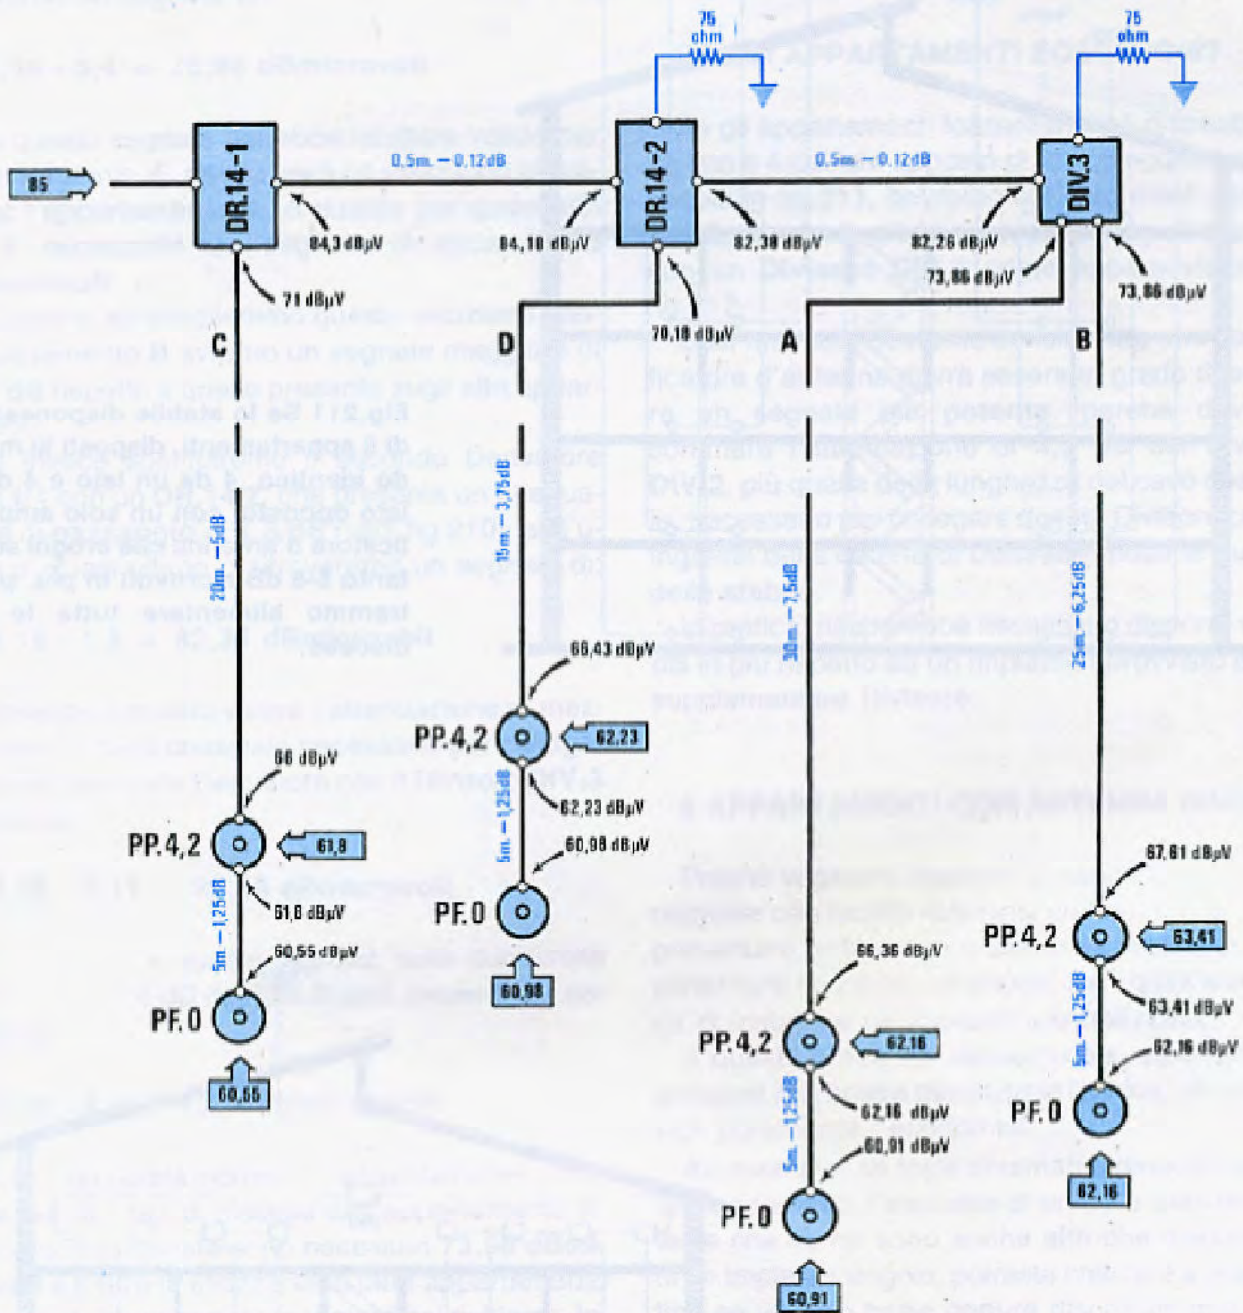 75
ohm
75
ohm
85
DR.14-1
0,5m. – 0,12dB
DR.14-2
0,5m. – 0,12dB
DIV.3
84,3 dBµV
84,18 dBµV
82,38 dBµV
82,26 dBµV
73,86 dBµV
73,86 dBµV
71 dBµV
70,18 dBµV
C
D
A
B
20m. – 5dB
15m – 3,75dB
30m – 7,5dB
25m – 6,25dB
66,43 dBµV
PP.4,2
62,23
62,23 dBµV
5m – 1,25dB
60,98 dBµV
PF.0
60,98
66 dBµV
PP.4,2
61,8
61,8 dBµV
5m – 1,25dB
60,55 dBµV
PF.0
60,55
67,61 dBµV
PP.4,2
63,41
63,41 dBµV
5m. – 1,25dB
62,16 dBµV
PF.0
62,16
66,36 dBµV
PP.4,2
62,16
62,16 dBµV
5m. – 1,25dB
60,91 dBµV
PF.0
60,91